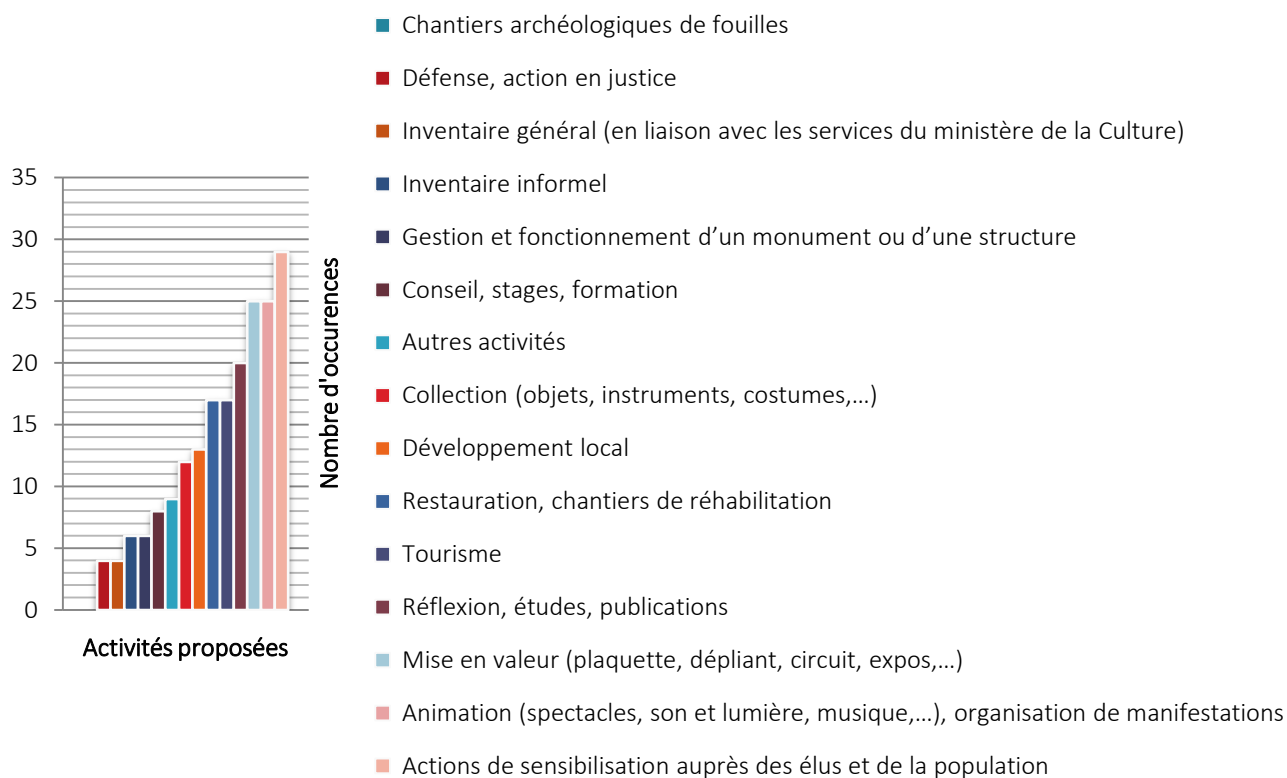 Chantiers archéologiques de fouilles
Défense, action en justice
Inventaire général (en liaison avec les services du ministère de la Culture)
Inventaire informel
Gestion et fonctionnement d’un monument ou d’une structure
Conseil, stages, formation
Autres activités
Collection (objets, instruments, costumes,...)
Développement local
Restauration, chantiers de réhabilitation
Tourisme
Réflexion, études, publications
Mise en valeur (plaquette, dépliant, circuit, expos,...)
Animation (spectacles, son et lumière, musique,...), organisation de manifestations
Actions de sensibilisation auprès des élus et de la population
35
30
25
20
15
10
5
0
Activités proposées
Nombre d'occurences